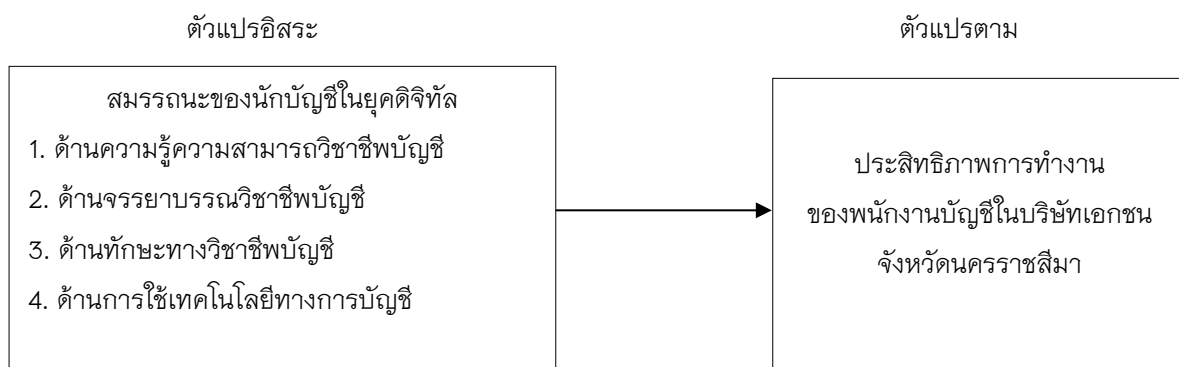 ตัวแปรอิสระ
สมรรถนะของนักบัญชีในยุคดิจิทัล
1. ด้านความรู้ความสามารถวิชาชีพบัญชี
2. ด้านจรรยาบรรณวิชาชีพบัญชี
3. ด้านทักษะทางวิชาชีพบัญชี
4. ด้านการใช้เทคโนโลยีทางการบัญชี
ตัวแปรตาม
ประสิทธิภาพการทำงาน
ของพนักงานบัญชีในบริษัทเอกชน
จังหวัดนครราชสีมา